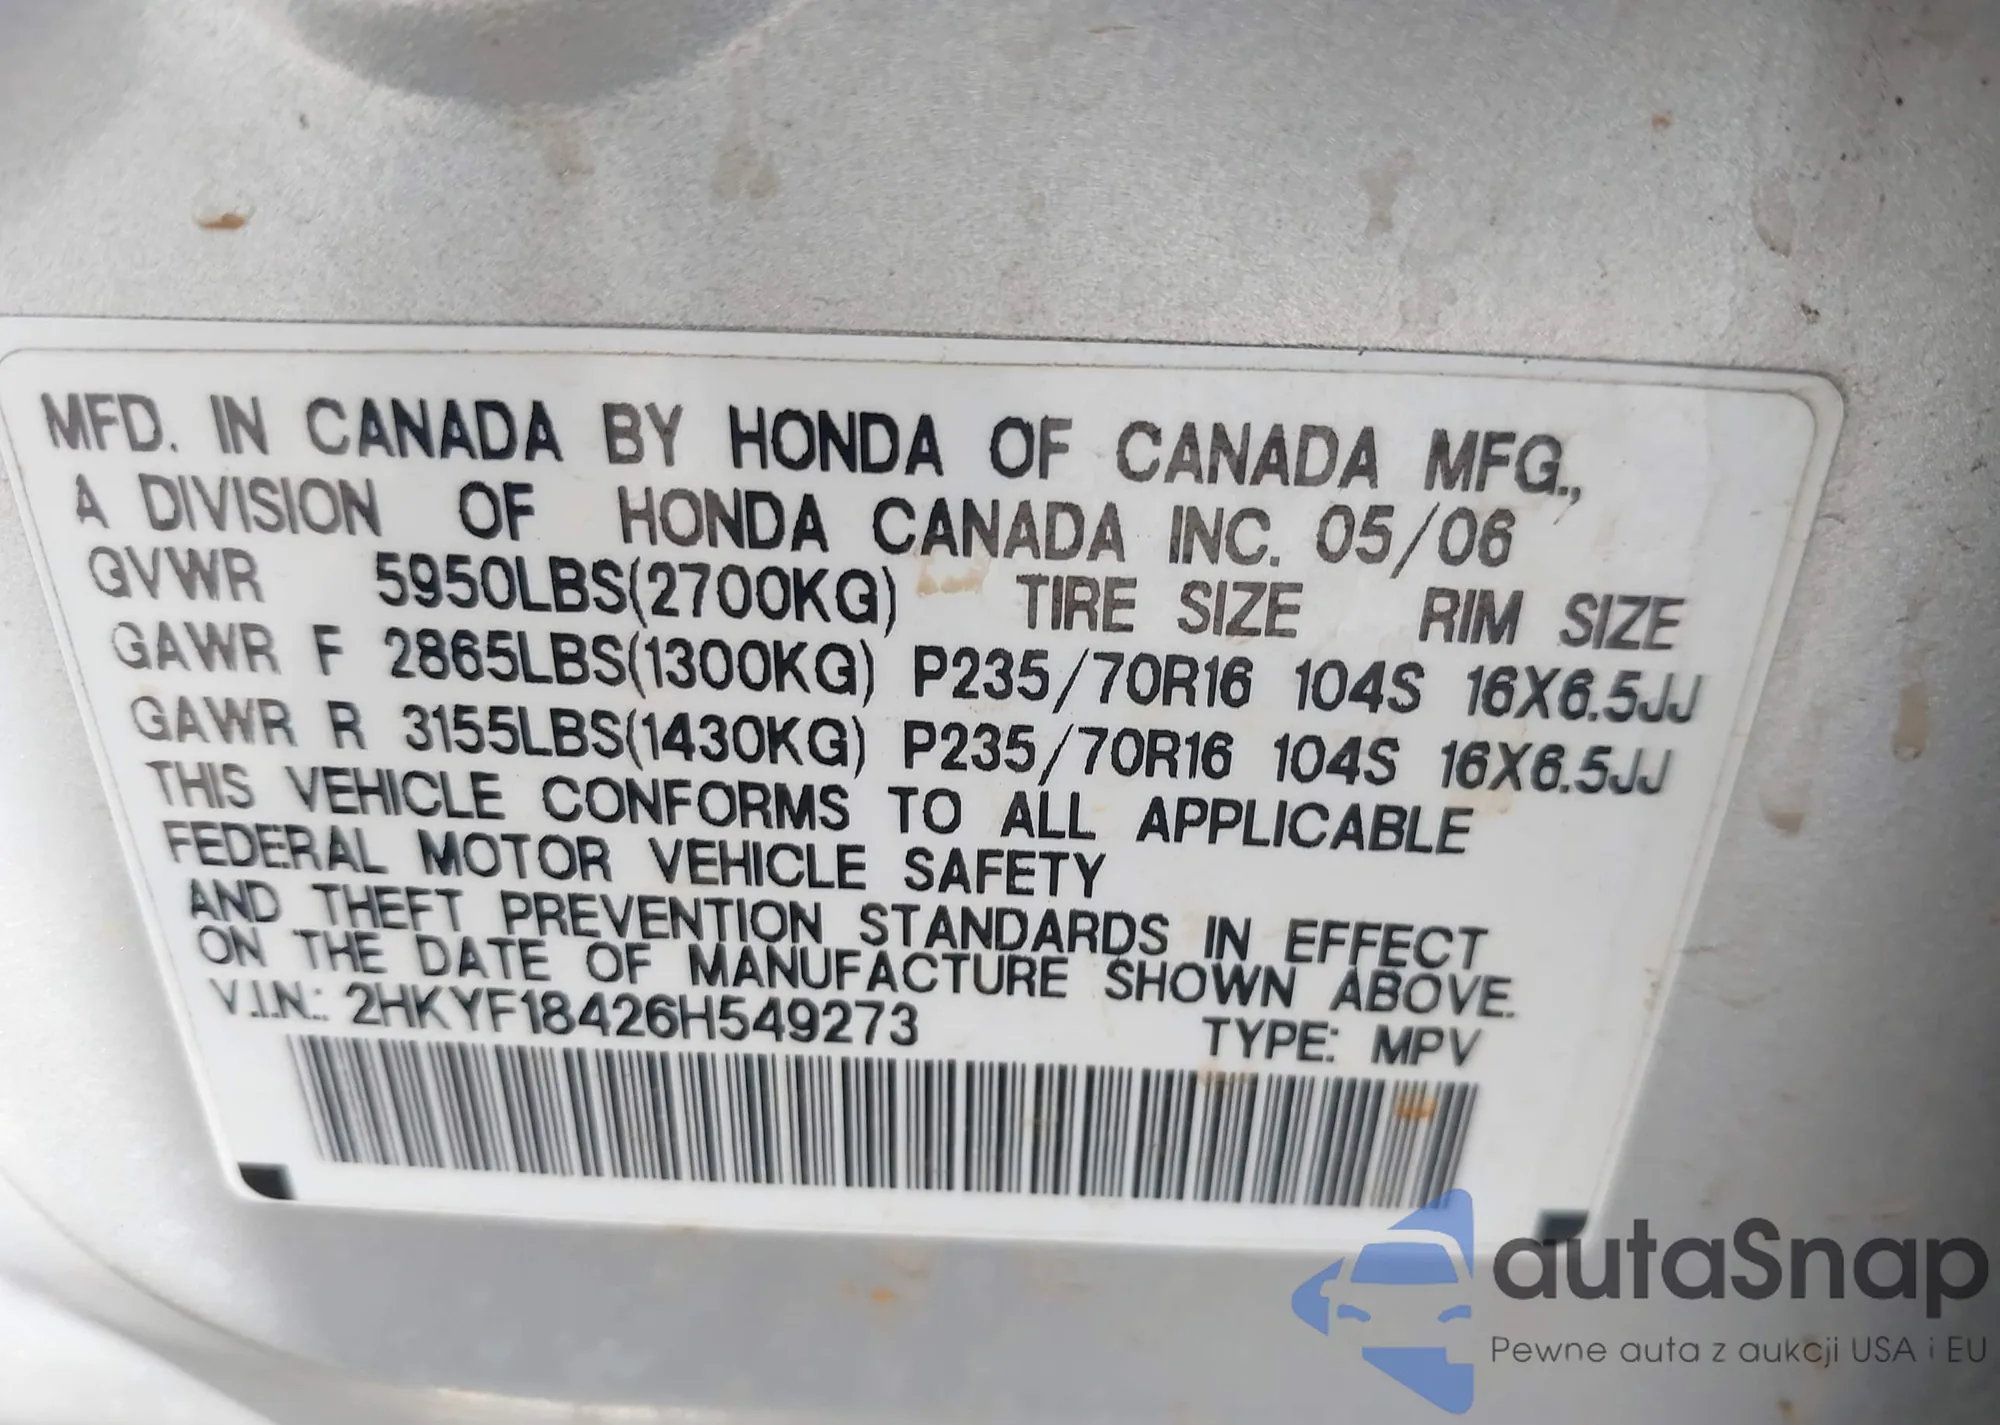 MFD. IN CANADA BY HONDA OF CANADA MFG.,
A DIVISION OF HONDA CANADA INC. 05/06
GVWR 5950LBS(2700KG) TIRE SIZE RIM SIZE
GAWR F 2865LBS(1300KG) P235/70R16 104S 16X6.5JJ
GAWR R 3155LBS(1430KG) P235/70R16 104S 16X6.5JJ
THIS VEHICLE CONFORMS TO ALL APPLICABLE
FEDERAL MOTOR VEHICLE SAFETY
AND THEFT PREVENTION STANDARDS IN EFFECT
ON THE DATE OF MANUFACTURE SHOWN ABOVE.
V.I.N.: 2HKYF18426H549273 TYPE: MPV
autaSnap
Pewne auta z aukcji USA i EU